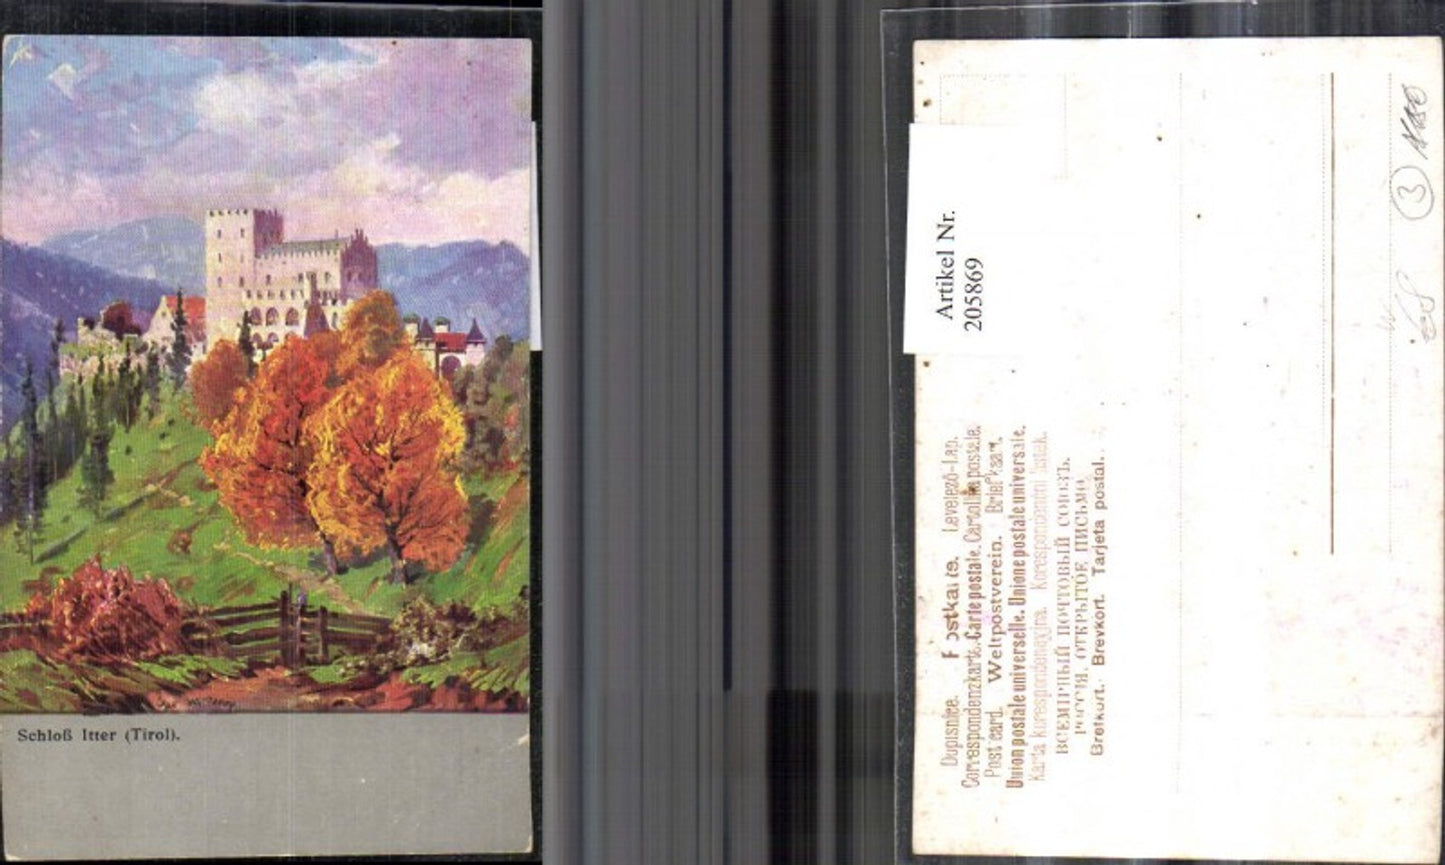 Schloß Itter (Tirol).
Artikel Nr.
205869
Dopisnice. Postkarte. Levelező-Lap.
Correspondenzkarte. Carte postale. Cartolina postale.
Post card. Weltpostverein. Briefkaart.
Union postale universelle. Unione postale universale.
Karta korespondencyjna. Korespondenční lístek.
ВСЕМІРНЫЙ ПОЧТОВЫЙ СОЮЗЪ.
РОССІЯ. ОТКРЫТОЕ ПИСЬМО.
Brefkort. Brevkort. Tarjeta postal.
3